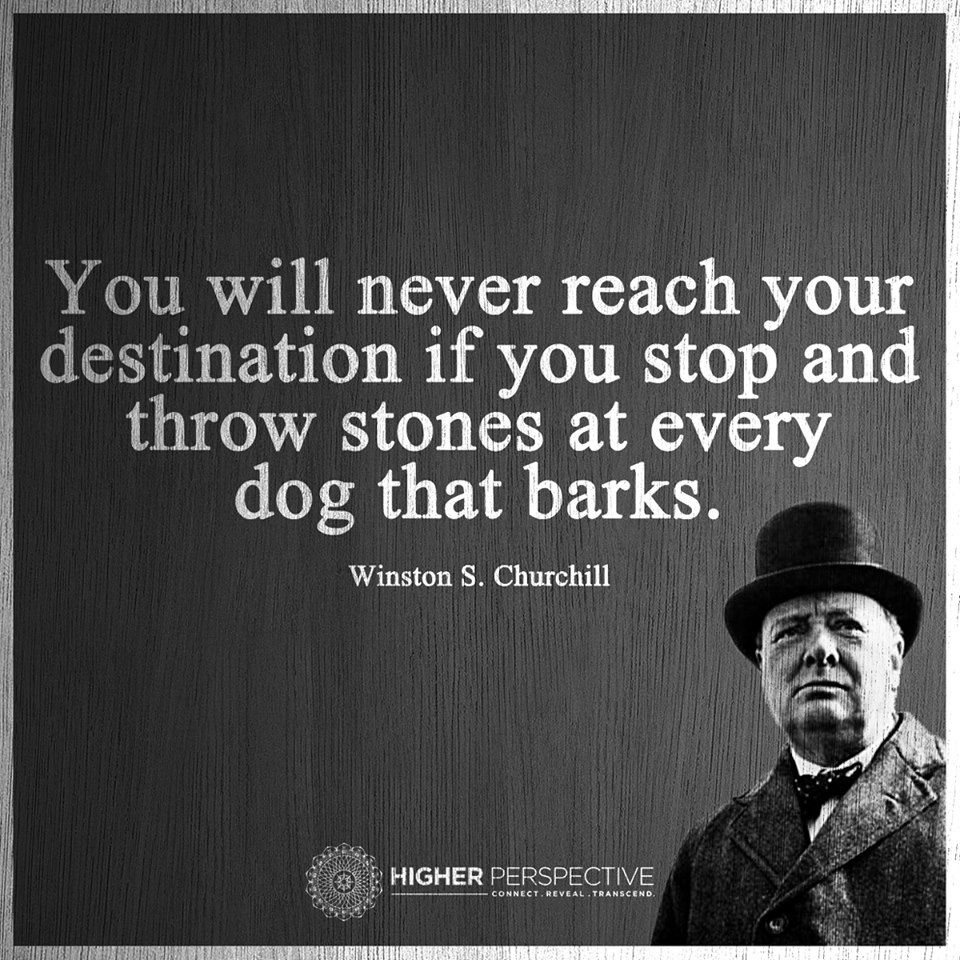 You will never reach your
destination if you stop and
throw stones at every
dog that barks.
Winston S. Churchill
HIGHER PERSPECTIVE
CONNECT . REVEAL . TRANSCEND.